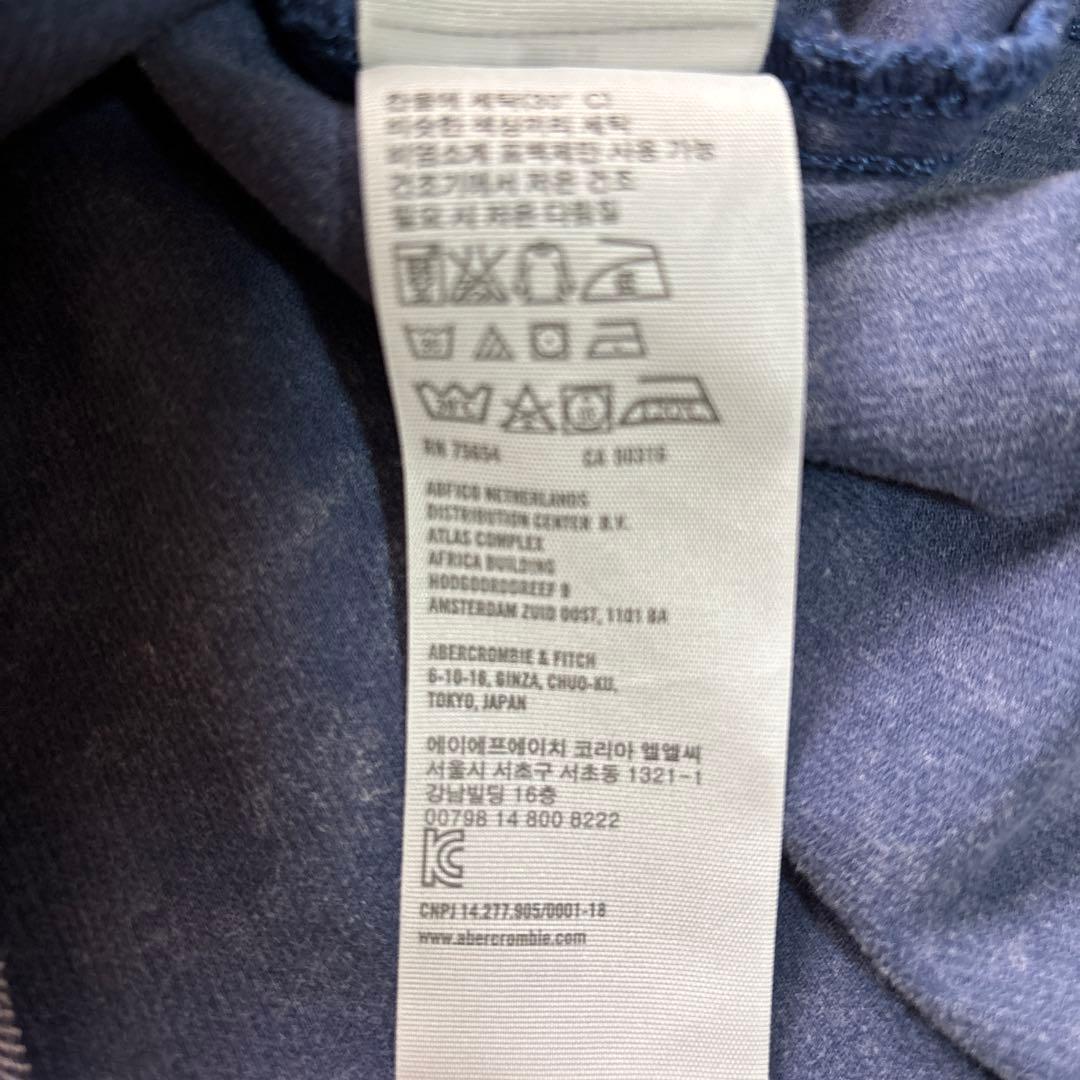 찬물에 세탁(30° C)
비슷한 색상끼리 세탁
비염소계 표백제만 사용 가능
건조기에서 저온 건조
필요 시 저온 다림질
RN 75654 CA 00316
ABFICO NETHERLANDS
DISTRIBUTION CENTER B.V.
ATLAS COMPLEX
AFRICA BUILDING
HOOGOORDDREEF 9
AMSTERDAM ZUID OOST, 1101 BA
ABERCROMBIE & FITCH
6-10-16, GINZA, CHUO-KU,
TOKYO, JAPAN
에이에프에이치 코리아 엘엘씨
서울시 서초구 서초동 1321-1
강남빌딩 16층
00798 14 800 8222
CNPJ 14.277.905/0001-18
www.abercrombie.com